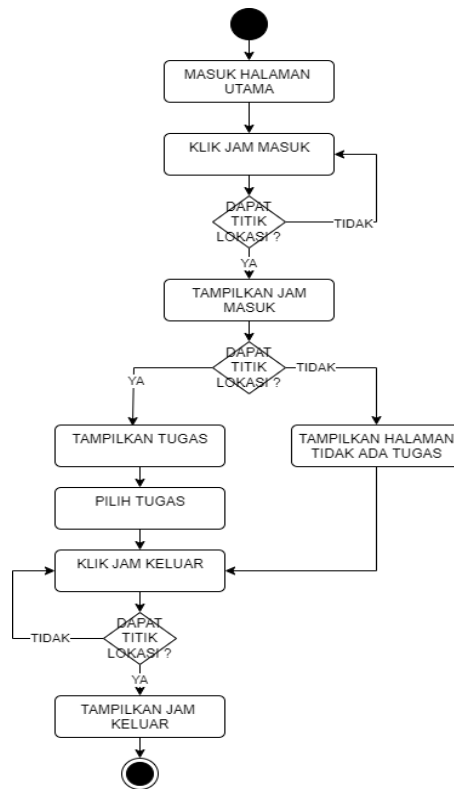 MASUK HALAMAN
UTAMA
KLIK JAM MASUK
DAPAT
TITIK
LOKASI ?
TIDAK
YA
TAMPILKAN JAM
MASUK
DAPAT
TITIK
LOKASI ?
YA
TIDAK
TAMPILKAN TUGAS
TAMPILKAN HALAMAN
TIDAK ADA TUGAS
PILIH TUGAS
KLIK JAM KELUAR
DAPAT
TITIK
LOKASI ?
TIDAK
YA
TAMPILKAN JAM
KELUAR